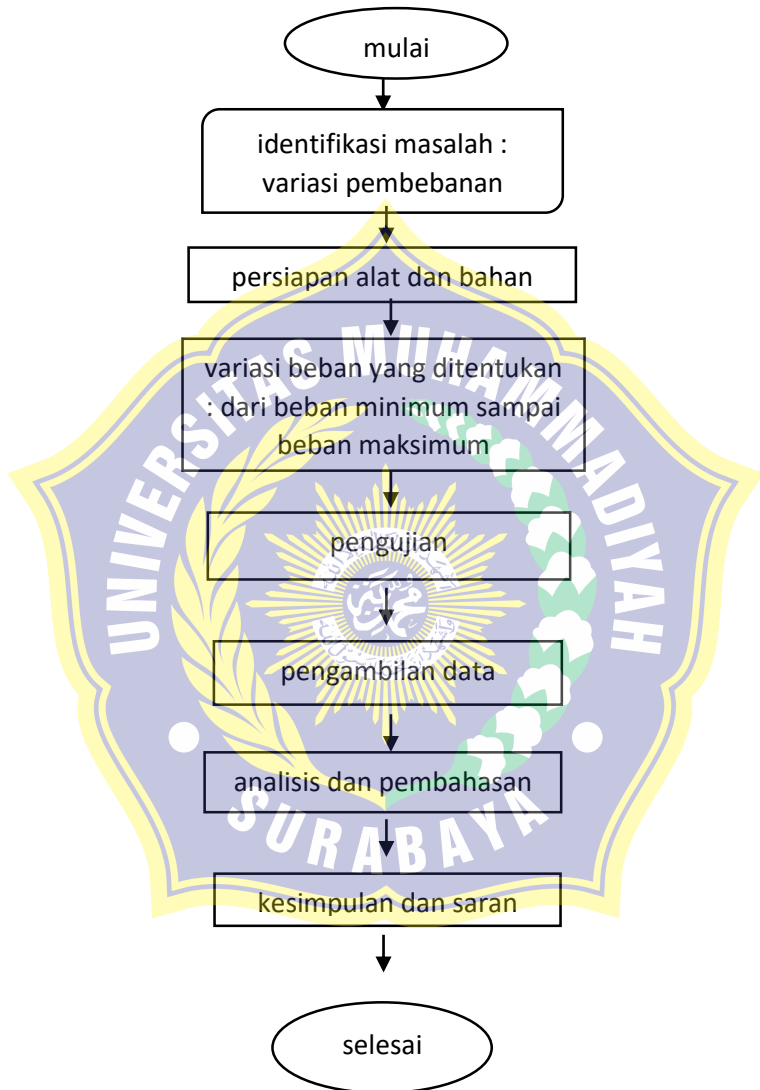 mulai
identifikasi masalah :
variasi pembebanan
persiapan alat dan bahan
variasi beban yang ditentukan
: dari beban minimum sampai
beban maksimum
pengujian
pengambilan data
analisis dan pembahasan
kesimpulan dan saran
selesai
UNIVERSITAS MUHAMMADIYAH
SURABAYA